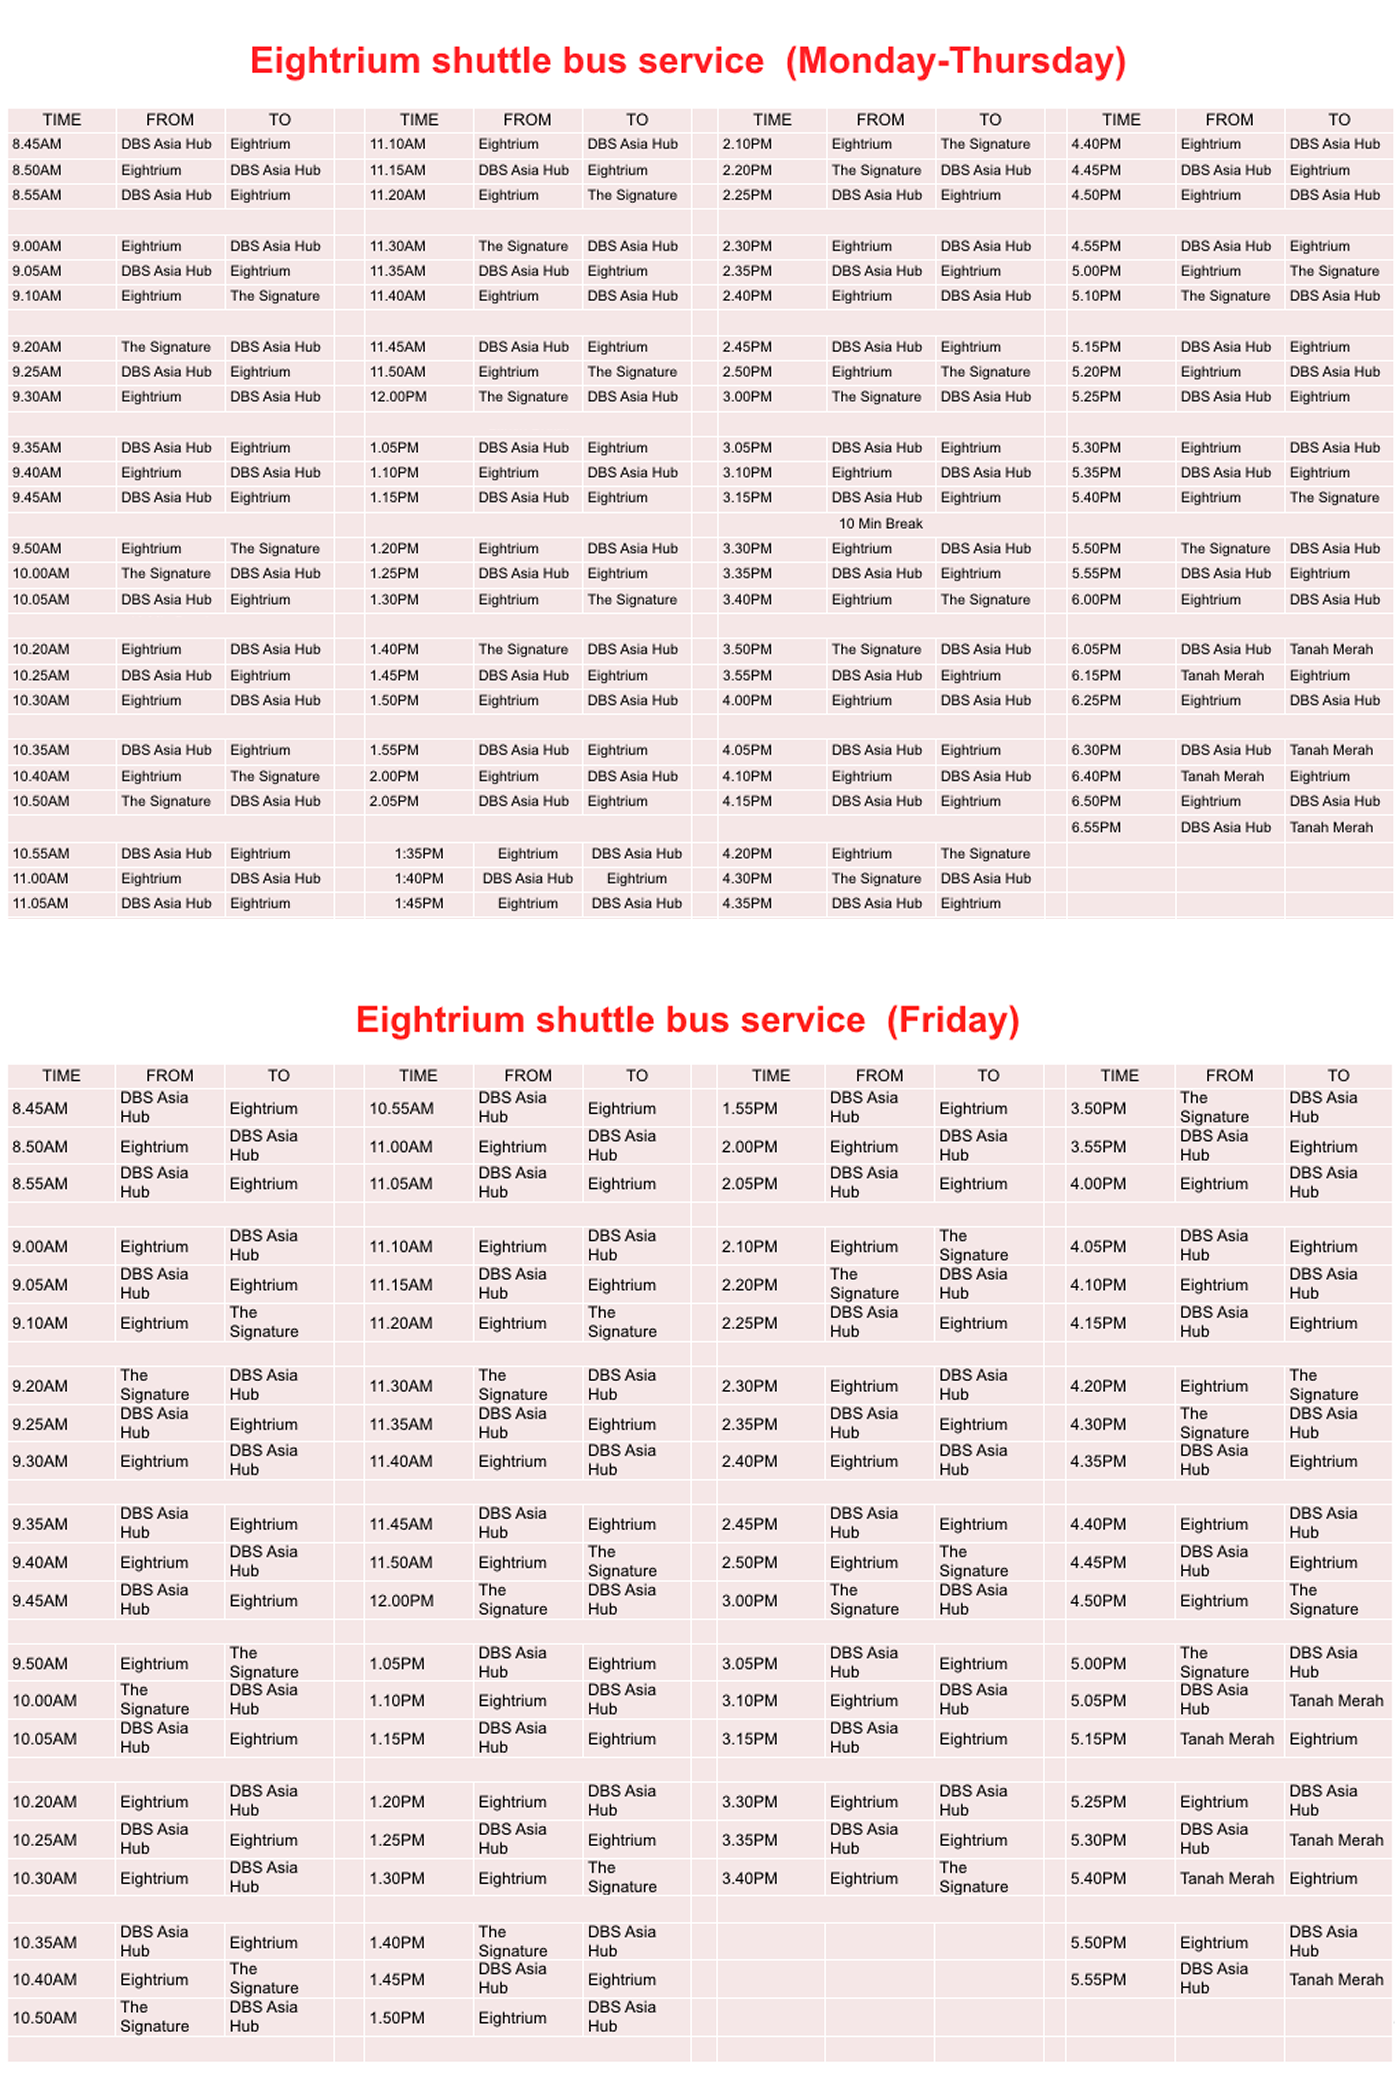 Eightrium shuttle bus service (Monday-Thursday)
TIME FROM TO TIME FROM TO TIME FROM TO TIME FROM TO
8.45AM DBS Asia Hub Eightrium 11.10AM Eightrium DBS Asia Hub 2.10PM Eightrium The Signature 4.40PM Eightrium DBS Asia Hub
8.50AM Eightrium DBS Asia Hub 11.15AM DBS Asia Hub Eightrium 2.20PM The Signature DBS Asia Hub 4.45PM DBS Asia Hub Eightrium
8.55AM DBS Asia Hub Eightrium 11.20AM Eightrium The Signature 2.25PM DBS Asia Hub Eightrium 4.50PM Eightrium DBS Asia Hub
9.00AM Eightrium DBS Asia Hub 11.30AM The Signature DBS Asia Hub 2.30PM Eightrium DBS Asia Hub 4.55PM DBS Asia Hub Eightrium
9.05AM DBS Asia Hub Eightrium 11.35AM DBS Asia Hub Eightrium 2.35PM DBS Asia Hub Eightrium 5.00PM Eightrium The Signature
9.10AM Eightrium The Signature 11.40AM Eightrium DBS Asia Hub 2.40PM Eightrium DBS Asia Hub 5.10PM The Signature DBS Asia Hub
9.20AM The Signature DBS Asia Hub 11.45AM DBS Asia Hub Eightrium 2.45PM DBS Asia Hub Eightrium 5.15PM DBS Asia Hub Eightrium
9.25AM DBS Asia Hub Eightrium 11.50AM Eightrium The Signature 2.50PM Eightrium The Signature 5.20PM Eightrium DBS Asia Hub
9.30AM Eightrium DBS Asia Hub 12.00PM The Signature DBS Asia Hub 3.00PM The Signature DBS Asia Hub 5.25PM DBS Asia Hub Eightrium
9.35AM DBS Asia Hub Eightrium 1.05PM DBS Asia Hub Eightrium 3.05PM DBS Asia Hub Eightrium 5.30PM Eightrium DBS Asia Hub
9.40AM Eightrium DBS Asia Hub 1.10PM Eightrium DBS Asia Hub 3.10PM Eightrium DBS Asia Hub 5.35PM DBS Asia Hub Eightrium
9.45AM DBS Asia Hub Eightrium 1.15PM DBS Asia Hub Eightrium 3.15PM DBS Asia Hub Eightrium 5.40PM Eightrium The Signature
10 Min Break
9.50AM Eightrium The Signature 1.20PM Eightrium DBS Asia Hub 3.30PM Eightrium DBS Asia Hub 5.50PM The Signature DBS Asia Hub
10.00AM The Signature DBS Asia Hub 1.25PM DBS Asia Hub Eightrium 3.35PM DBS Asia Hub Eightrium 5.55PM DBS Asia Hub Eightrium
10.05AM DBS Asia Hub Eightrium 1.30PM Eightrium The Signature 3.40PM Eightrium The Signature 6.00PM Eightrium DBS Asia Hub
10.20AM Eightrium DBS Asia Hub 1.40PM The Signature DBS Asia Hub 3.50PM The Signature DBS Asia Hub 6.05PM DBS Asia Hub Tanah Merah
10.25AM DBS Asia Hub Eightrium 1.45PM DBS Asia Hub Eightrium 3.55PM DBS Asia Hub Eightrium 6.15PM Tanah Merah Eightrium
10.30AM Eightrium DBS Asia Hub 1.50PM Eightrium DBS Asia Hub 4.00PM Eightrium DBS Asia Hub 6.25PM Eightrium DBS Asia Hub
10.35AM DBS Asia Hub Eightrium 1.55PM DBS Asia Hub Eightrium 4.05PM DBS Asia Hub Eightrium 6.30PM DBS Asia Hub Tanah Merah
10.40AM Eightrium The Signature 2.00PM Eightrium DBS Asia Hub 4.10PM Eightrium DBS Asia Hub 6.40PM Tanah Merah Eightrium
10.50AM The Signature DBS Asia Hub 2.05PM DBS Asia Hub Eightrium 4.15PM DBS Asia Hub Eightrium 6.50PM Eightrium DBS Asia Hub
6.55PM DBS Asia Hub Tanah Merah
10.55AM DBS Asia Hub Eightrium 1:35PM Eightrium DBS Asia Hub 4.20PM Eightrium The Signature
11.00AM Eightrium DBS Asia Hub 1:40PM DBS Asia Hub Eightrium 4.30PM The Signature DBS Asia Hub
11.05AM DBS Asia Hub Eightrium 1:45PM Eightrium DBS Asia Hub 4.35PM DBS Asia Hub Eightrium
Eightrium shuttle bus service (Friday)
TIME FROM TO TIME FROM TO TIME FROM TO TIME FROM TO
8.45AM DBS Asia Hub Eightrium 10.55AM DBS Asia Hub Eightrium 1.55PM DBS Asia Hub Eightrium 3.50PM The Signature DBS Asia Hub
8.50AM Eightrium DBS Asia Hub 11.00AM Eightrium DBS Asia Hub 2.00PM Eightrium DBS Asia Hub 3.55PM DBS Asia Hub Eightrium
8.55AM DBS Asia Hub Eightrium 11.05AM DBS Asia Hub Eightrium 2.05PM DBS Asia Hub Eightrium 4.00PM Eightrium DBS Asia Hub
9.00AM Eightrium DBS Asia Hub 11.10AM Eightrium DBS Asia Hub 2.10PM Eightrium The Signature 4.05PM DBS Asia Hub Eightrium
9.05AM DBS Asia Hub Eightrium 11.15AM DBS Asia Hub Eightrium 2.20PM The Signature DBS Asia Hub 4.10PM Eightrium DBS Asia Hub
9.10AM Eightrium The Signature 11.20AM Eightrium The Signature 2.25PM DBS Asia Hub Eightrium 4.15PM DBS Asia Hub Eightrium
9.20AM The Signature DBS Asia Hub 11.30AM The Signature DBS Asia Hub 2.30PM Eightrium DBS Asia Hub 4.20PM Eightrium The Signature
9.25AM DBS Asia Hub Eightrium 11.35AM DBS Asia Hub Eightrium 2.35PM DBS Asia Hub Eightrium 4.30PM The Signature DBS Asia Hub
9.30AM Eightrium DBS Asia Hub 11.40AM Eightrium DBS Asia Hub 2.40PM Eightrium DBS Asia Hub 4.35PM DBS Asia Hub Eightrium
9.35AM DBS Asia Hub Eightrium 11.45AM DBS Asia Hub Eightrium 2.45PM DBS Asia Hub Eightrium 4.40PM Eightrium DBS Asia Hub
9.40AM Eightrium DBS Asia Hub 11.50AM Eightrium The Signature 2.50PM Eightrium The Signature 4.45PM DBS Asia Hub Eightrium
9.45AM DBS Asia Hub Eightrium 12.00PM The Signature DBS Asia Hub 3.00PM The Signature DBS Asia Hub 4.50PM Eightrium The Signature
9.50AM Eightrium The Signature 1.05PM DBS Asia Hub Eightrium 3.05PM DBS Asia Hub Eightrium 5.00PM The Signature DBS Asia Hub
10.00AM The Signature DBS Asia Hub 1.10PM Eightrium DBS Asia Hub 3.10PM Eightrium DBS Asia Hub 5.05PM DBS Asia Hub Tanah Merah
10.05AM DBS Asia Hub Eightrium 1.15PM DBS Asia Hub Eightrium 3.15PM DBS Asia Hub Eightrium 5.15PM Tanah Merah Eightrium
10.20AM Eightrium DBS Asia Hub 1.20PM Eightrium DBS Asia Hub 3.30PM Eightrium DBS Asia Hub 5.25PM Eightrium DBS Asia Hub
10.25AM DBS Asia Hub Eightrium 1.25PM DBS Asia Hub Eightrium 3.35PM DBS Asia Hub Eightrium 5.30PM DBS Asia Hub Tanah Merah
10.30AM Eightrium DBS Asia Hub 1.30PM Eightrium The Signature 3.40PM Eightrium The Signature 5.40PM Tanah Merah Eightrium
10.35AM DBS Asia Hub Eightrium 1.40PM The Signature DBS Asia Hub 5.50PM Eightrium DBS Asia Hub
10.40AM Eightrium The Signature 1.45PM DBS Asia Hub Eightrium 5.55PM DBS Asia Hub Tanah Merah
10.50AM The Signature DBS Asia Hub 1.50PM Eightrium DBS Asia Hub